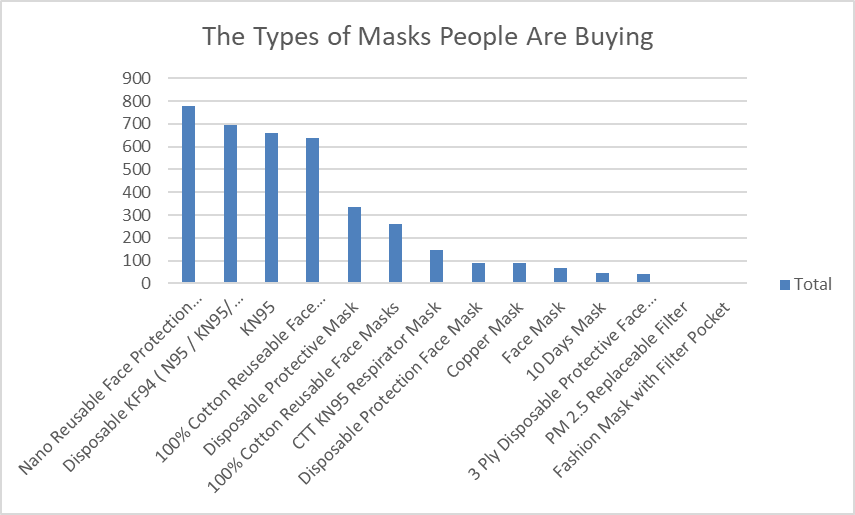 The Types of Masks People Are Buying
900
800
700
600
500
400
300
200
100
0
Nano Reusable Face Protection...
Disposable KF94 ( N95 / KN95/...
KN95
100% Cotton Reuseable Face...
Disposable Protective Mask
100% Cotton Reusable Face Masks
CTT KN95 Respirator Mask
Disposable Protection Face Mask
Copper Mask
Face Mask
10 Days Mask
3 Ply Disposable Protective Face...
PM 2.5 Replaceable Filter
Fashion Mask with Filter Pocket
Total